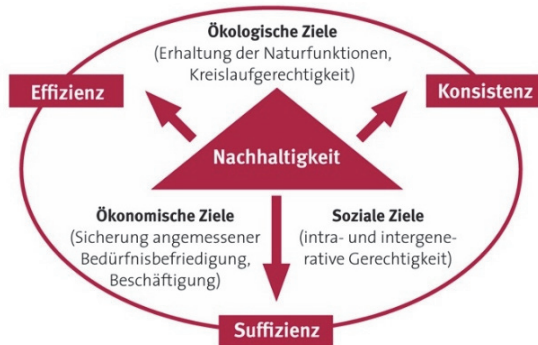 Ökologische Ziele
(Erhaltung der Naturfunktionen,
Kreislaufgerechtigkeit)
Effizienz
Konsistenz
Nachhaltigkeit
Ökonomische Ziele
(Sicherung angemessener
Bedürfnisbefriedigung,
Beschäftigung)
Soziale Ziele
(intra- und intergene-
rative Gerechtigkeit)
Suffizienz